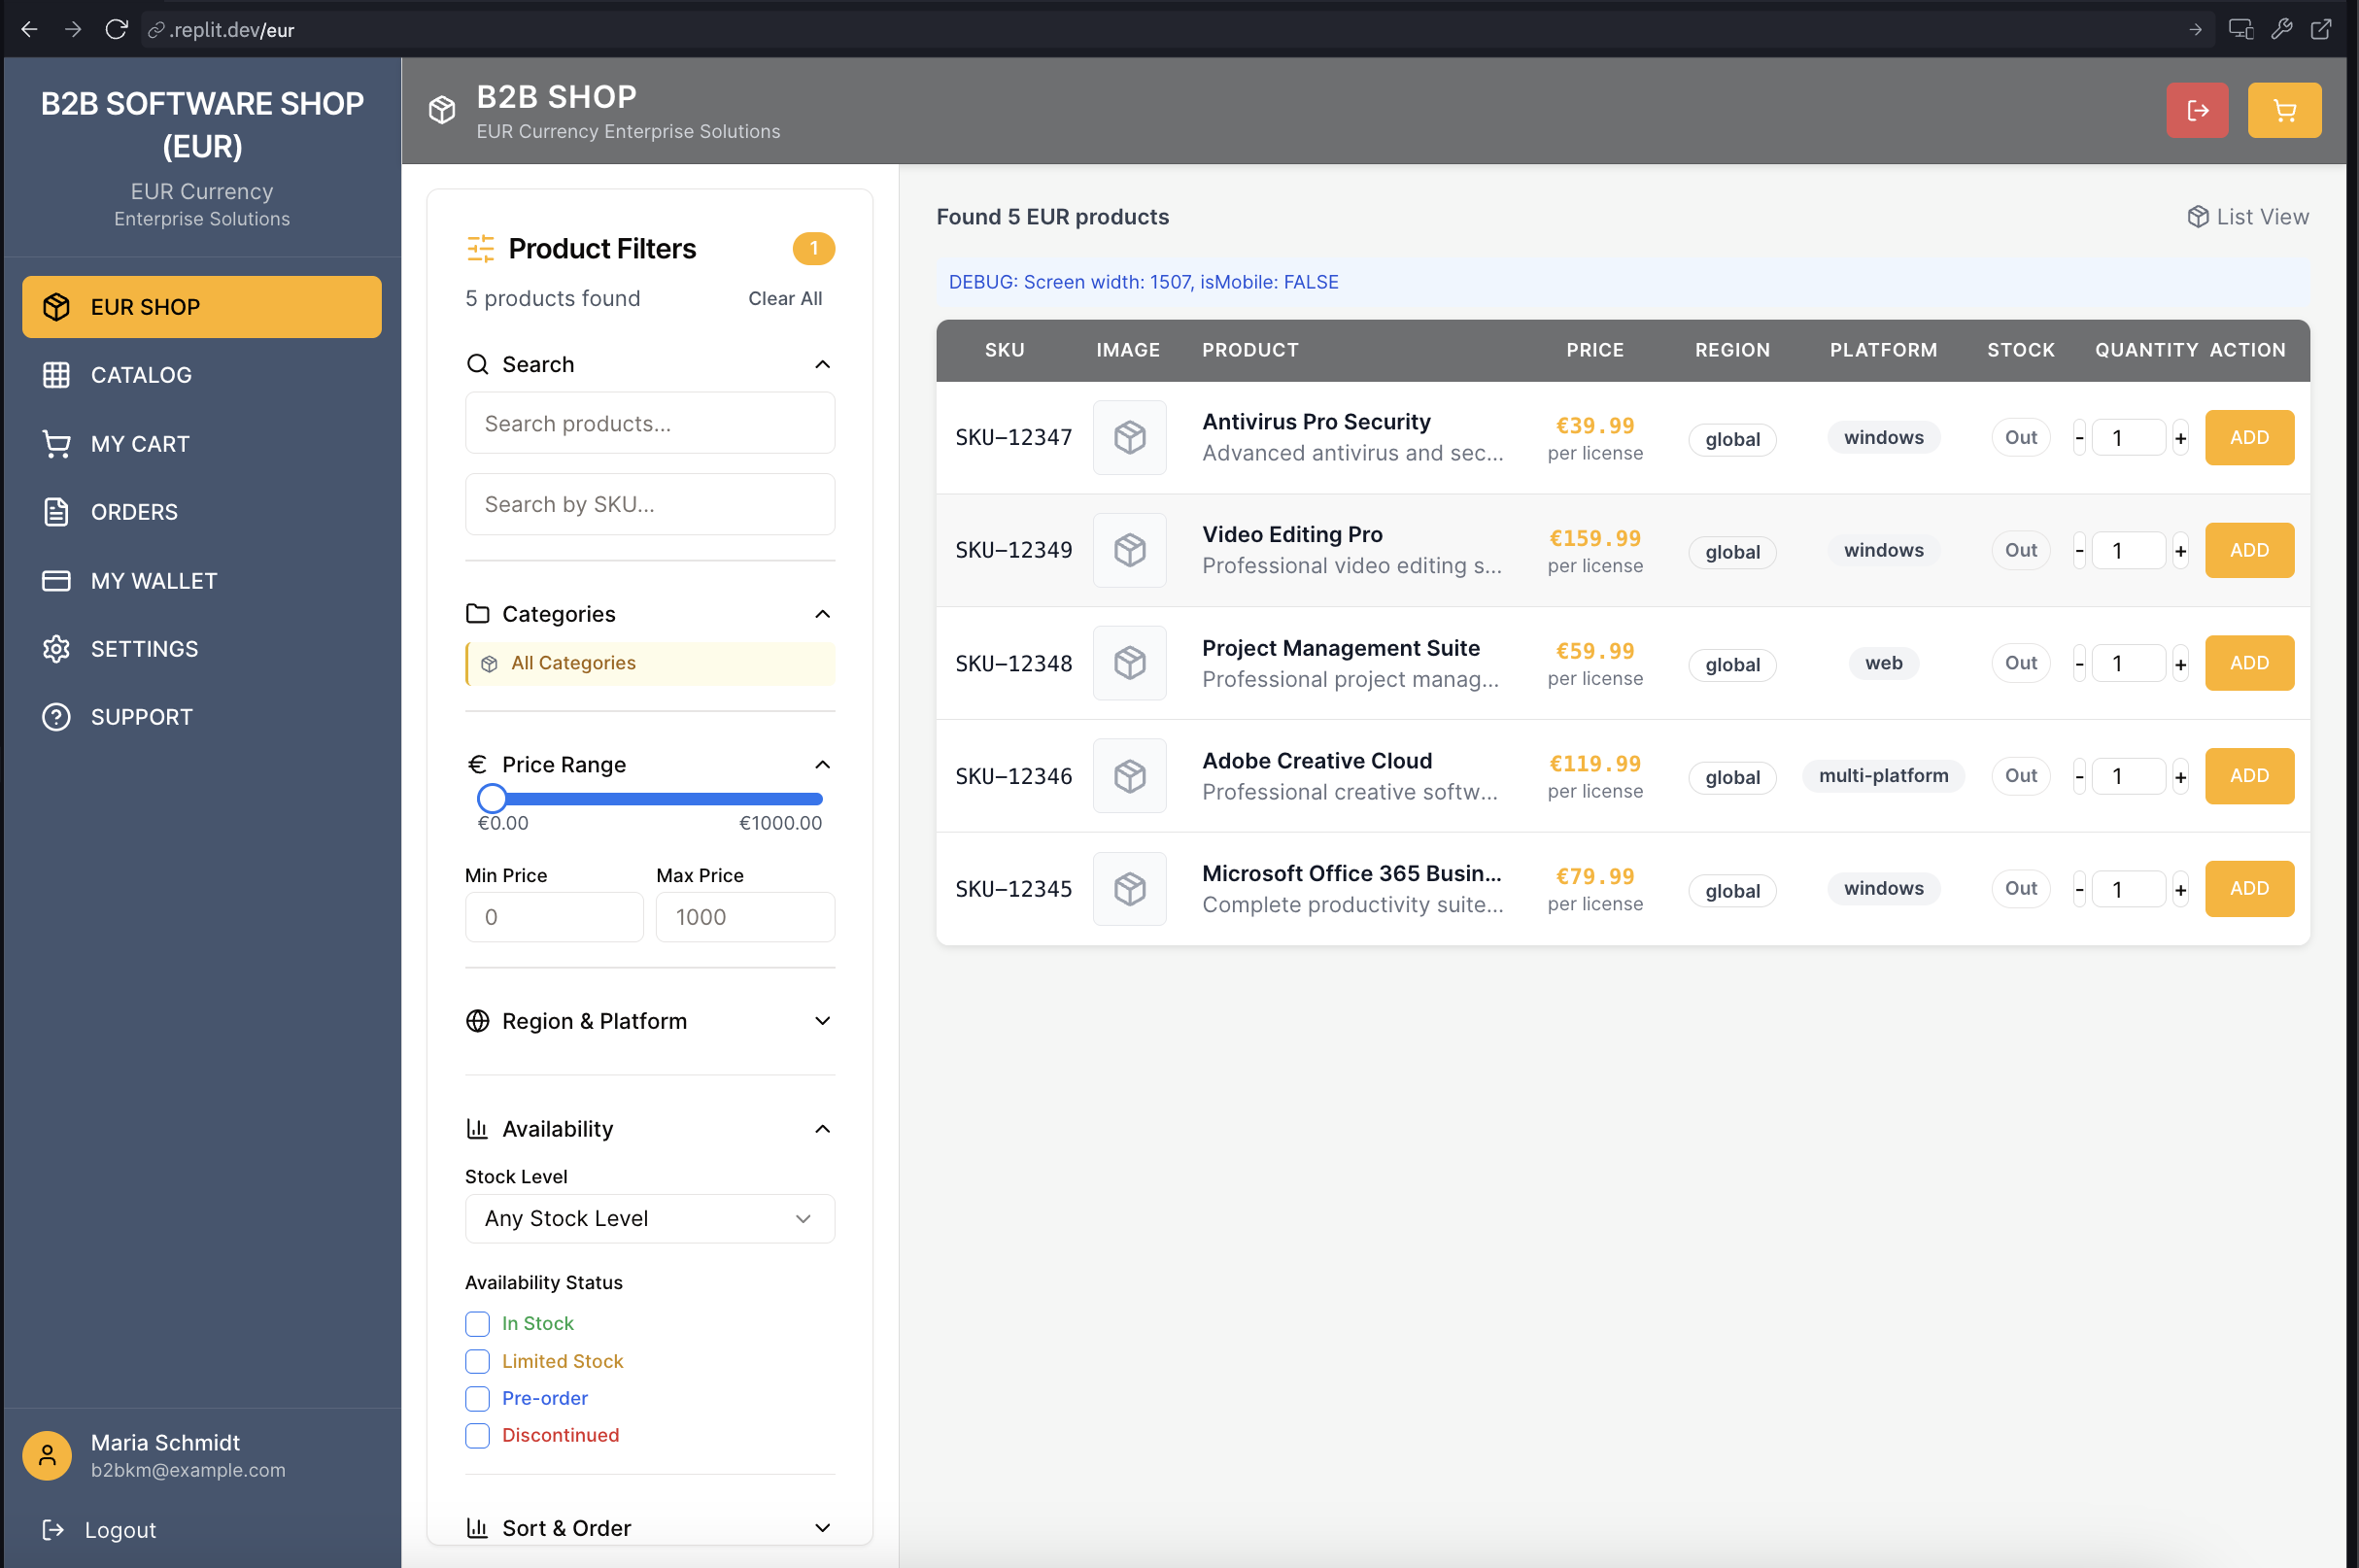 .replit.dev/eur
B2B SOFTWARE SHOP
(EUR)
EUR Currency
Enterprise Solutions
EUR SHOP
CATALOG
MY CART
ORDERS
MY WALLET
SETTINGS
SUPPORT
Maria Schmidt
b2bkm@example.com
Logout
B2B SHOP
EUR Currency Enterprise Solutions
Product Filters
1
5 products found
Clear All
Search
Search products...
Search by SKU...
Categories
All Categories
€ Price Range
€0.00 €1000.00
Min Price Max Price
0 1000
Region & Platform
Availability
Stock Level
Any Stock Level
Availability Status
In Stock
Limited Stock
Pre-order
Discontinued
Sort & Order
Found 5 EUR products
List View
DEBUG: Screen width: 1507, isMobile: FALSE
SKU IMAGE PRODUCT PRICE REGION PLATFORM STOCK QUANTITY ACTION
SKU-12347 Antivirus Pro Security €39.99 global windows Out - 1 + ADD
Advanced antivirus and sec... per license
SKU-12349 Video Editing Pro €159.99 global windows Out - 1 + ADD
Professional video editing s... per license
SKU-12348 Project Management Suite €59.99 global web Out - 1 + ADD
Professional project manag... per license
SKU-12346 Adobe Creative Cloud €119.99 global multi-platform Out - 1 + ADD
Professional creative softw... per license
SKU-12345 Microsoft Office 365 Busin... €79.99 global windows Out - 1 + ADD
Complete productivity suite... per license